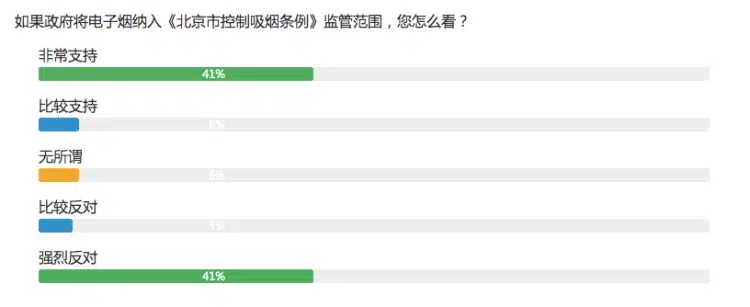 如果政府将电子烟纳入《北京市控制吸烟条例》监管范围，您怎么看？
非常支持
41%
比较支持
6%
无所谓
6%
比较反对
5%
强烈反对
41%